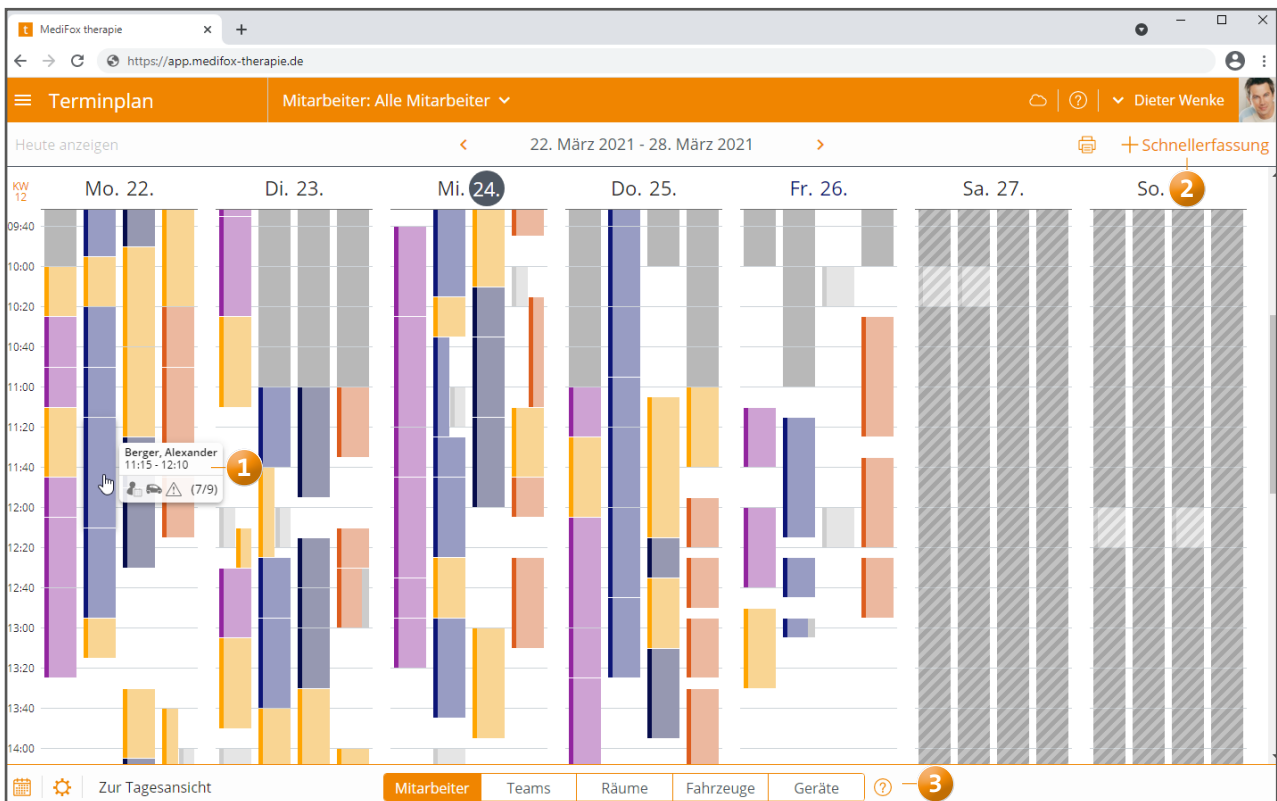 t MediFox therapie
https://app.medifox-therapie.de
Terminplan
Mitarbeiter: Alle Mitarbeiter
? Dieter Wenke
Heute anzeigen
22. März 2021 - 28. März 2021
+ Schnellerfassung
2
KW
12
Mo. 22.
Di. 23.
Mi. 24.
Do. 25.
Fr. 26.
Sa. 27.
So.
09:40
10:00
10:20
10:40
11:00
11:20
Berger, Alexander
11:15 - 12:10
(7/9)
1
11:40
12:00
12:20
12:40
13:00
13:20
13:40
14:00
Zur Tagesansicht
Mitarbeiter
Teams
Räume
Fahrzeuge
Geräte
?
3